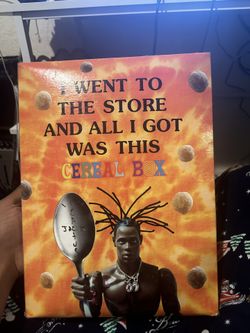 I WENT TO
THE STORE
AND ALL I GOT
WAS THIS
CEREAL BOX